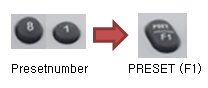 8 1 PRST F1
Presetnumber PRESET (F1)